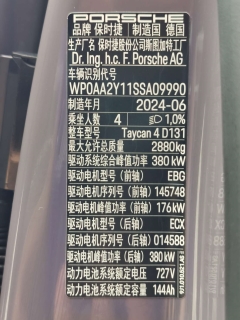 PORSCHE
品牌 保时捷 | 制造国 德国
保时捷股份公司斯图加特工厂
Dr. Ing. h.c. F. Porsche AG
车辆识别代号
WP0AA2Y11SSA09990
制造年月 2024-06
乘坐人数 4 1,0%
整车型号 Taycan 4 D131
最大允许总质量 2880kg
驱动系统综合峰值功率 380 kW
驱动电机型号（前轴） EBG
驱动电机序号（前轴） 145748
驱动电机峰值功率（前轴）176 kW
驱动电机型号（后轴） ECX
驱动电机序号（后轴） 014588
驱动电机峰值功率（后轴）380 kW
动力电池系统额定电压 727V
动力电池系统额定容量 144Ah